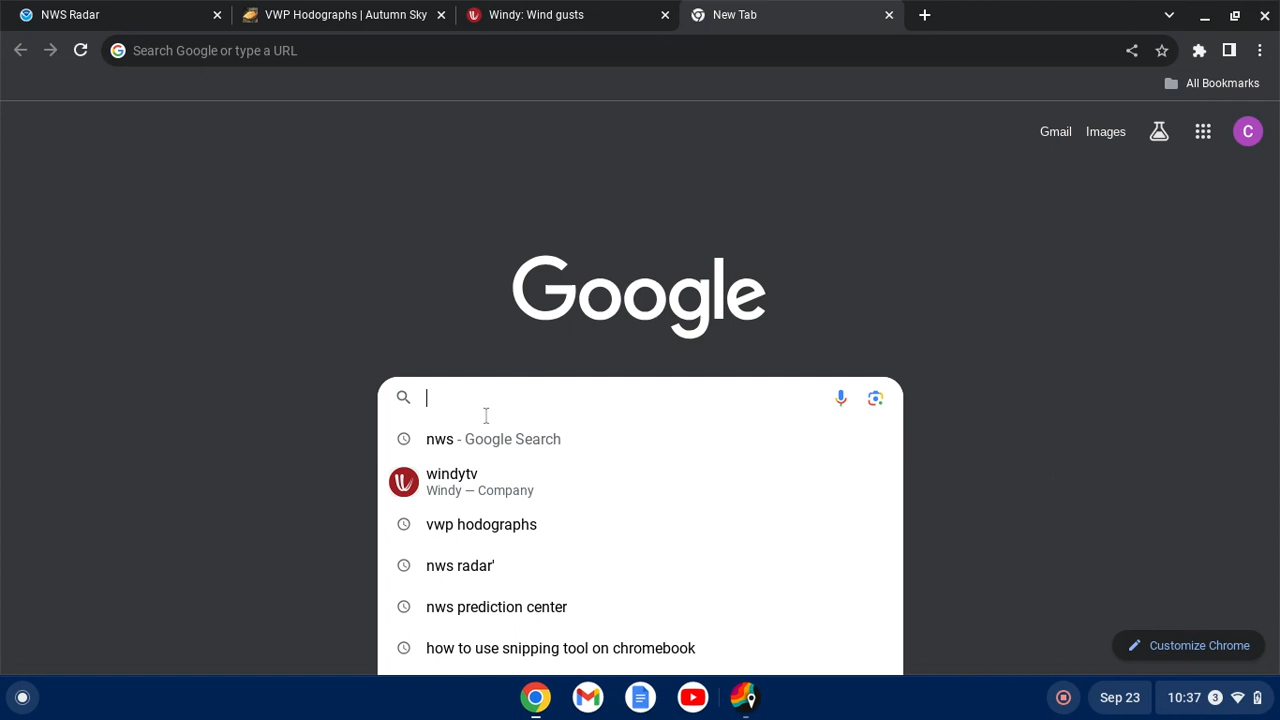 NWS Radar
VWP Hodographs | Autumn Sky
Windy: Wind gusts
New Tab
Search Google or type a URL
All Bookmarks
Gmail
Images
C
Google
nws - Google Search
windytv
Windy — Company
vwp hodographs
nws radar'
nws prediction center
how to use snipping tool on chromebook
Customize Chrome
Sep 23
10:37
3